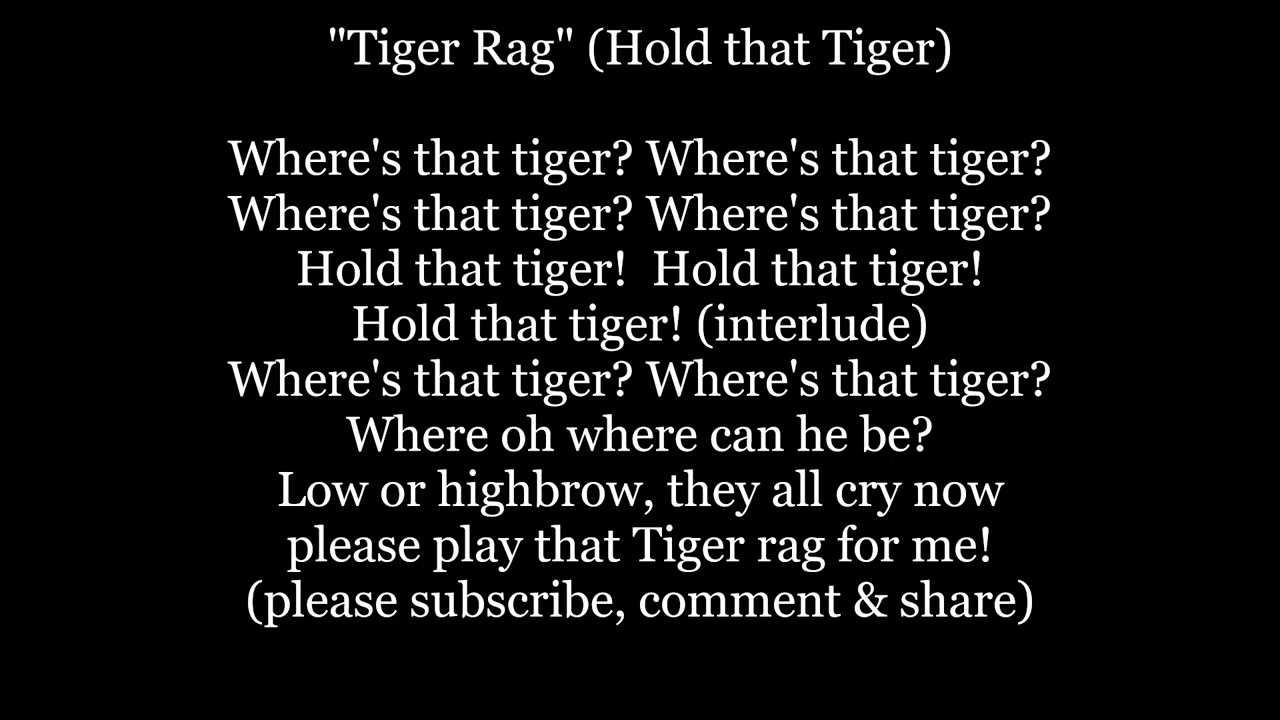 "Tiger Rag" (Hold that Tiger)
Where's that tiger? Where's that tiger?
Where's that tiger? Where's that tiger?
Hold that tiger!  Hold that tiger!
Hold that tiger! (interlude)
Where's that tiger? Where's that tiger?
Where oh where can he be?
Low or highbrow, they all cry now
please play that Tiger rag for me!
(please subscribe, comment & share)